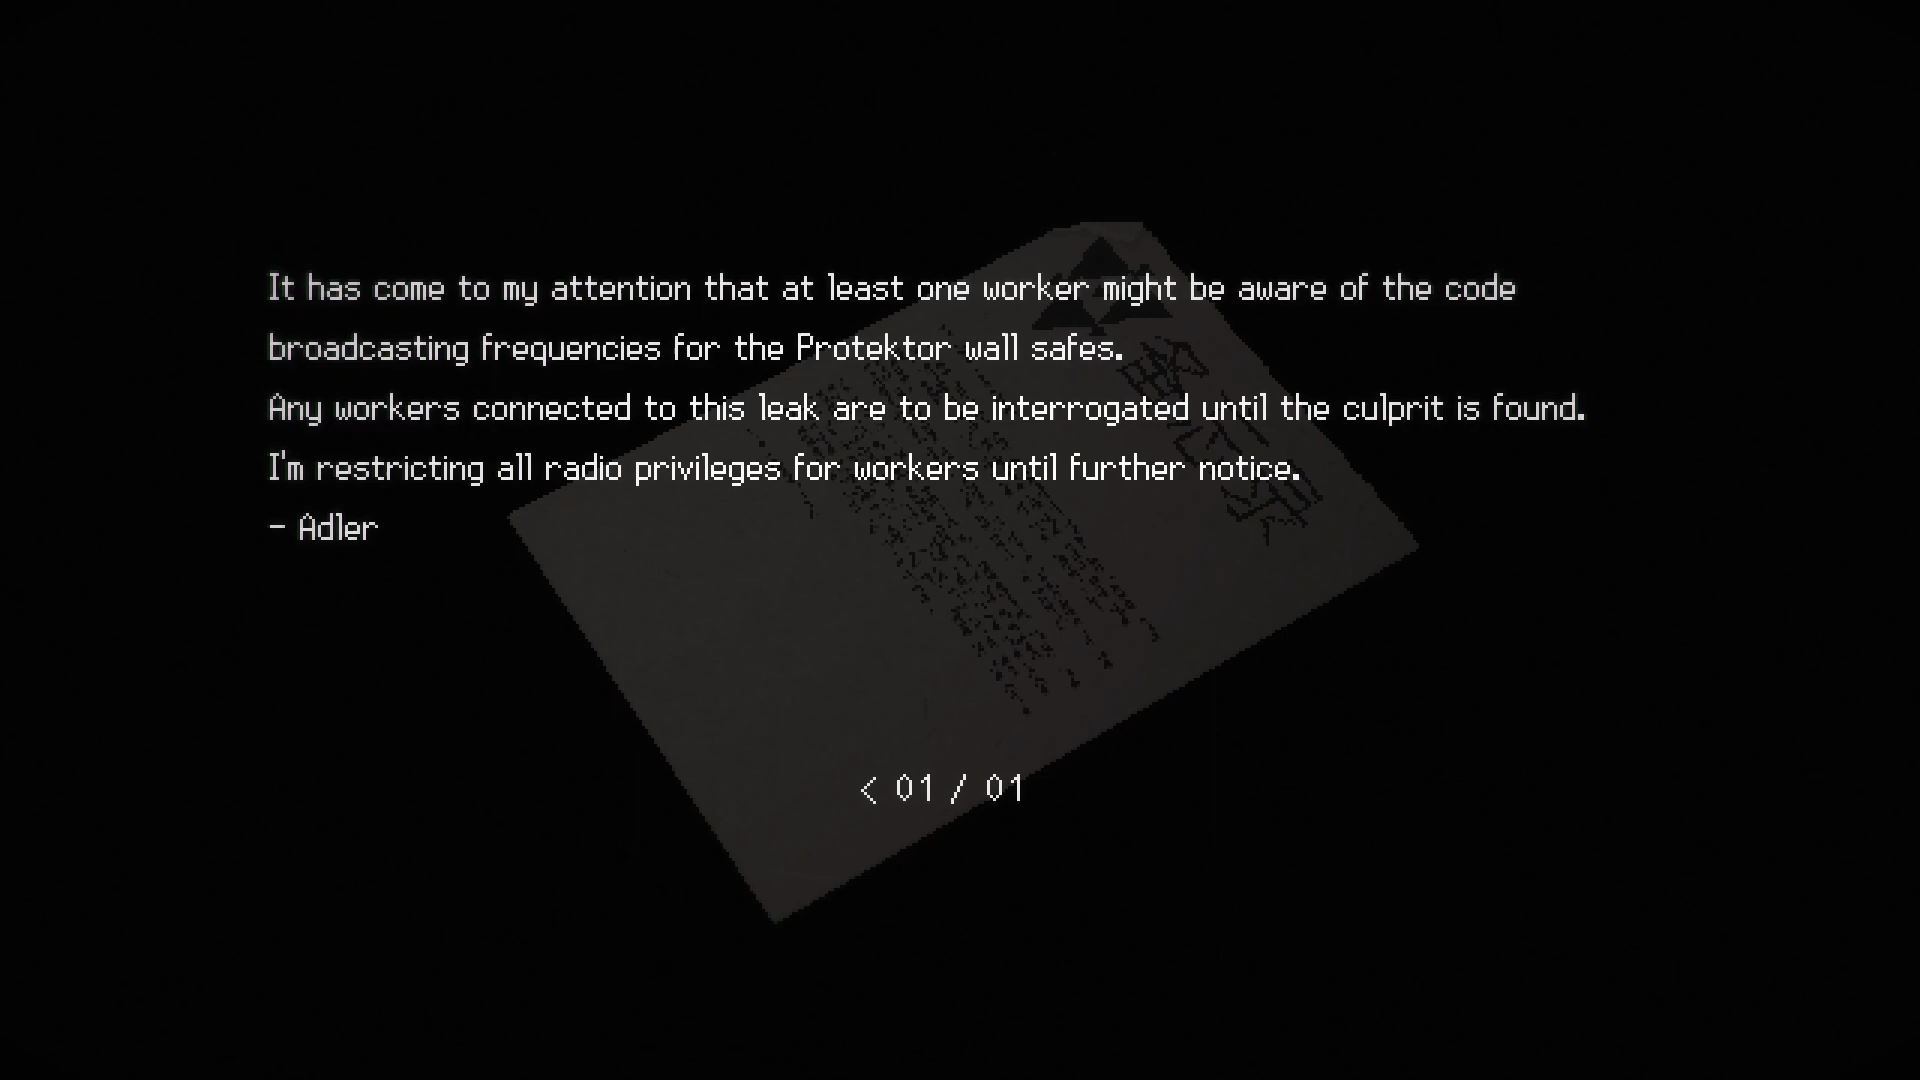 It has come to my attention that at least one worker might be aware of the code
broadcasting frequencies for the Protektor wall safes.
Any workers connected to this leak are to be interrogated until the culprit is found.
I'm restricting all radio privileges for workers until further notice.
- Adler
< 01 / 01